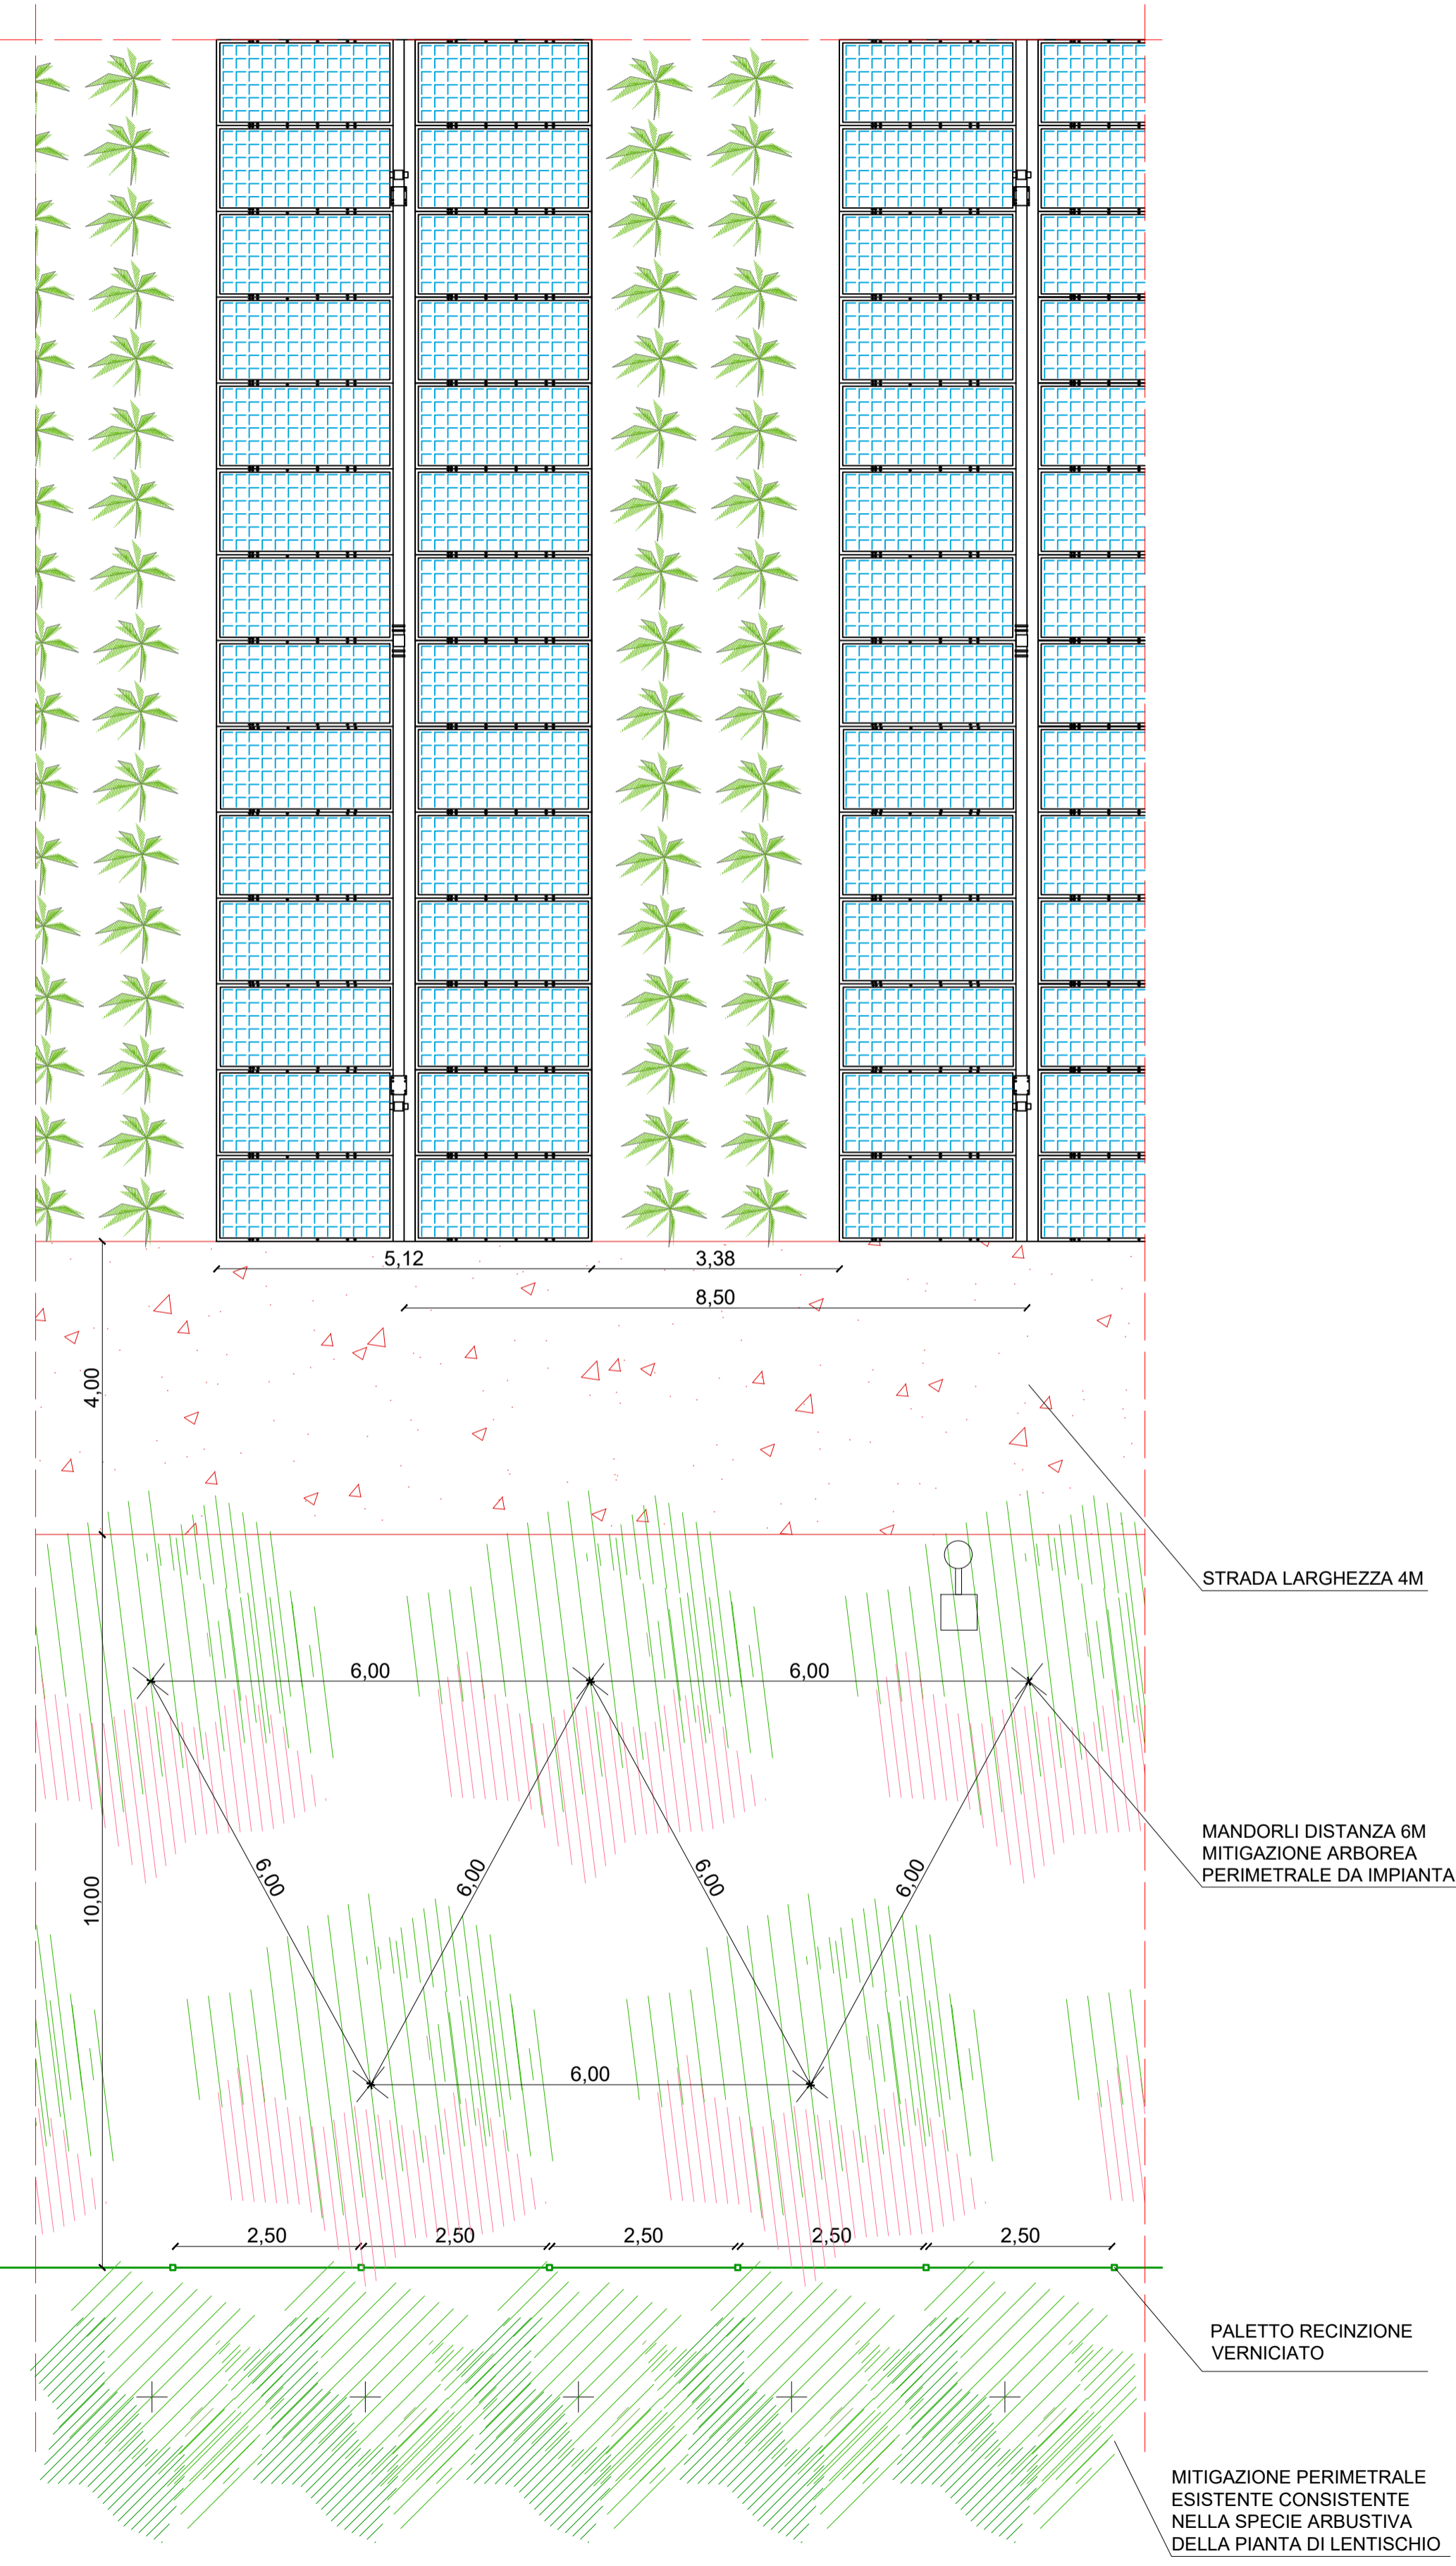 5,12
3,38
8,50
4,00
STRADA LARGHEZZA 4M
6,00
6,00
MANDORLI DISTANZA 6M
MITIGAZIONE ARBOREA
PERIMETRALE DA IMPIANTA
6,00
6,00
6,00
6,00
10,00
6,00
2,50
2,50
2,50
2,50
2,50
PALETTO RECINZIONE
VERNICIATO
MITIGAZIONE PERIMETRALE
ESISTENTE CONSISTENTE
NELLA SPECIE ARBUSTIVA
DELLA PIANTA DI LENTISCHIO